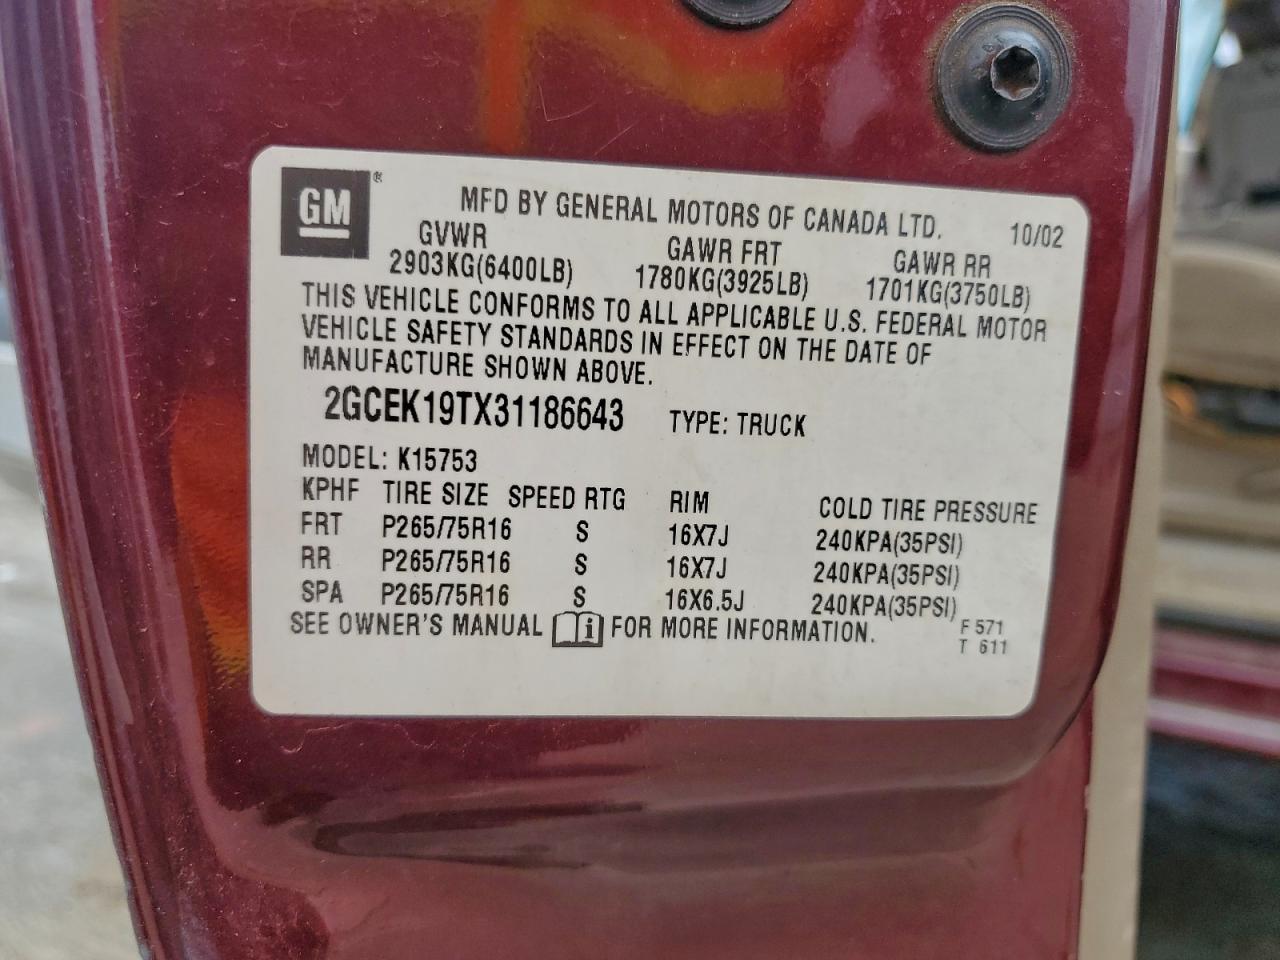 GM®
MFD BY GENERAL MOTORS OF CANADA LTD. 10/02
GVWR GAWR FRT GAWR RR
2903KG(6400LB) 1780KG(3925LB) 1701KG(3750LB)
THIS VEHICLE CONFORMS TO ALL APPLICABLE U.S. FEDERAL MOTOR
VEHICLE SAFETY STANDARDS IN EFFECT ON THE DATE OF
MANUFACTURE SHOWN ABOVE.
2GCEK19TX31186643 TYPE: TRUCK
MODEL: K15753
KPHF TIRE SIZE SPEED RTG RIM COLD TIRE PRESSURE
FRT P265/75R16 S 16X7J 240KPA(35PSI)
RR P265/75R16 S 16X7J 240KPA(35PSI)
SPA P265/75R16 S 16X6.5J 240KPA(35PSI)
SEE OWNER'S MANUAL i FOR MORE INFORMATION. F 571
T 611